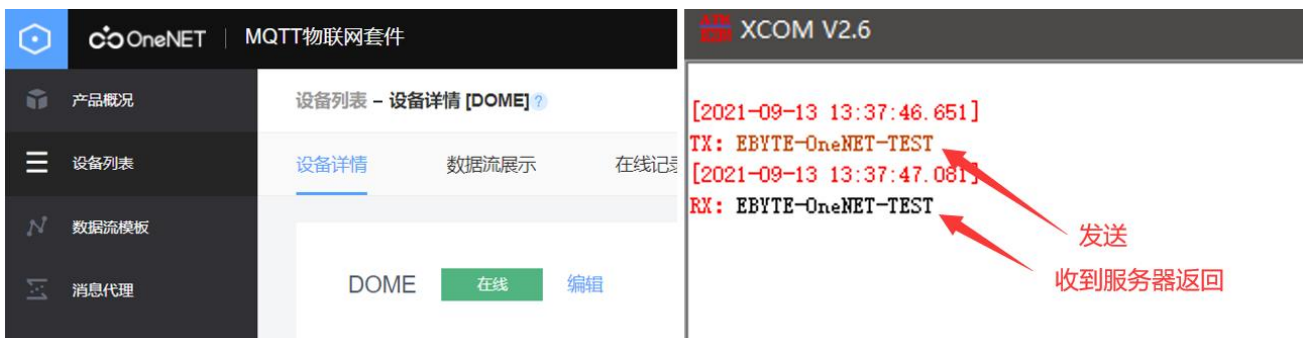 OneNET | MQTT物联网套件
产品概况
设备列表
数据流模板
消息代理
设备列表 – 设备详情 [DOME] ?
设备详情 数据流展示 在线记录
DOME 在线 编辑
XCOM V2.6
[2021-09-13 13:37:46.651]
TX: EBYTE-OneNET-TEST
[2021-09-13 13:37:47.081]
RX: EBYTE-OneNET-TEST
发送
收到服务器返回